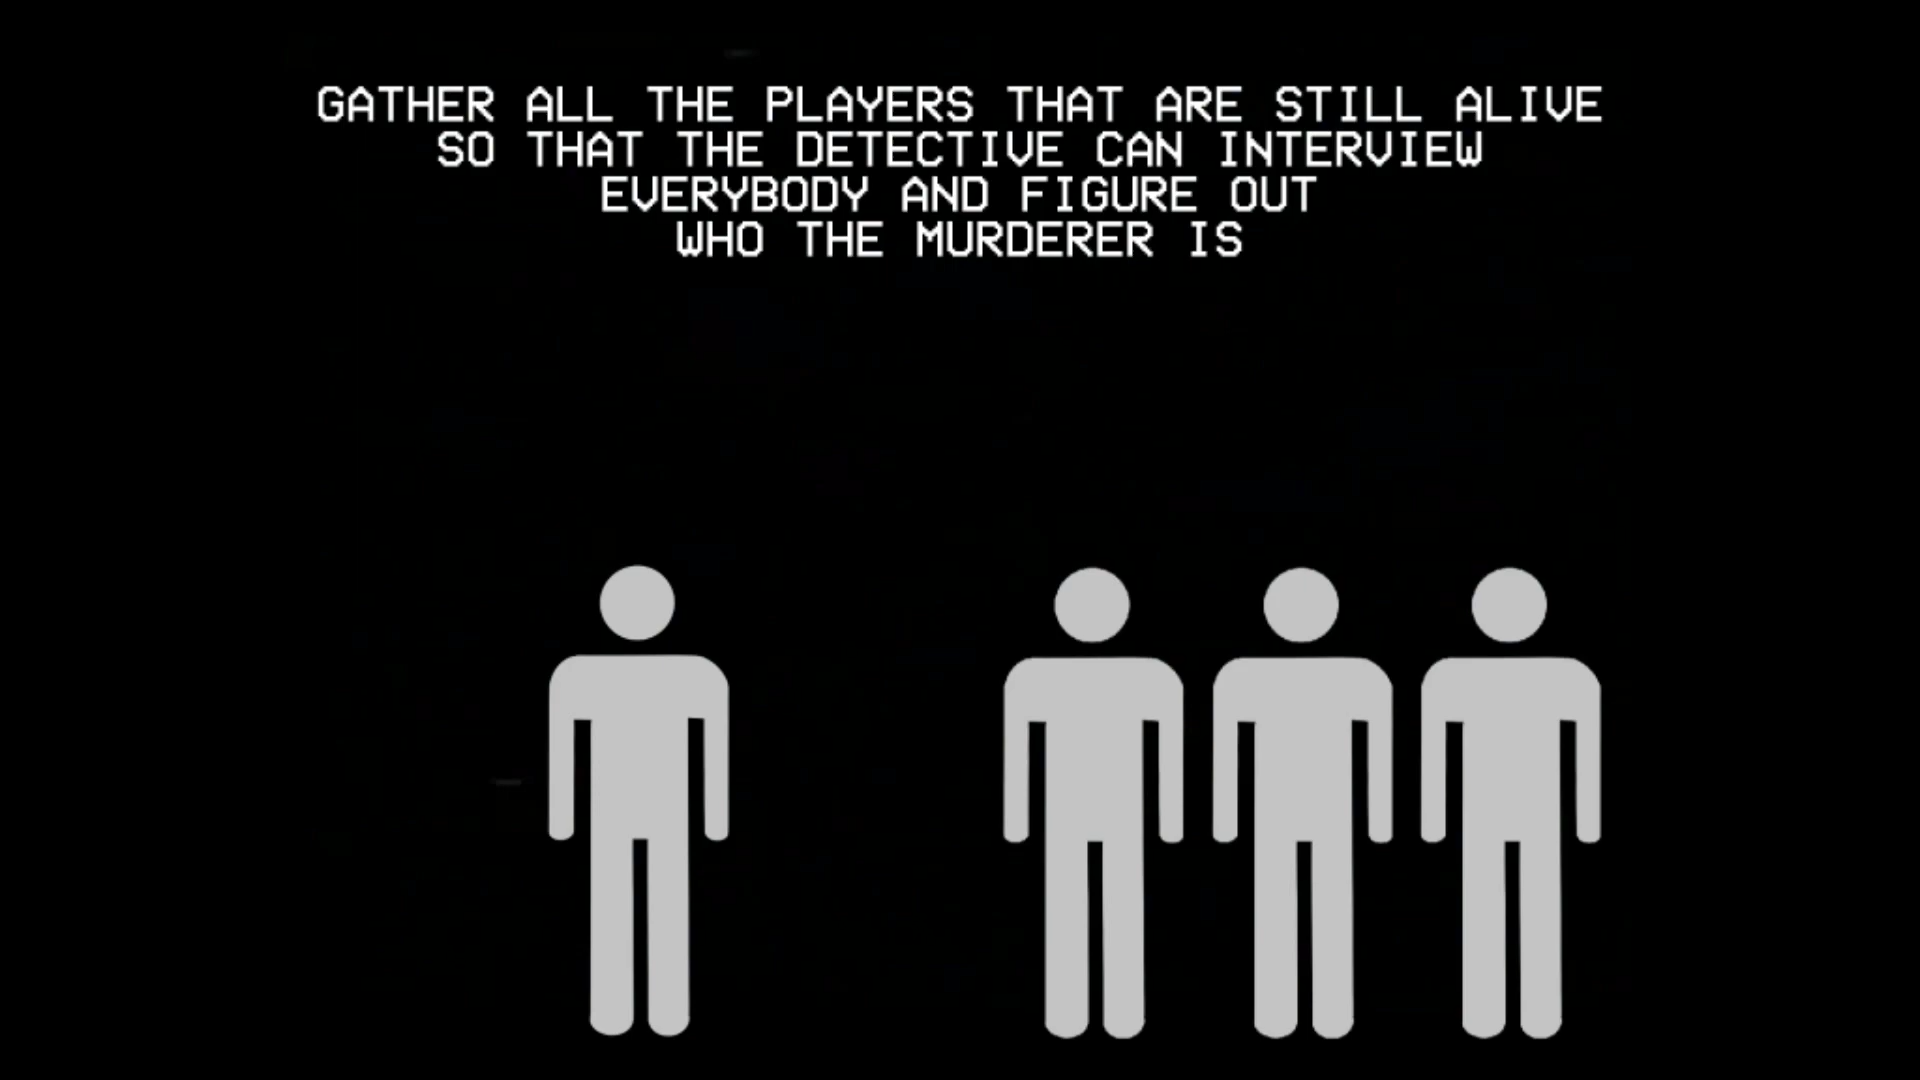 GATHER ALL THE PLAYERS THAT ARE STILL ALIVE
SO THAT THE DETECTIVE CAN INTERVIEW
EVERYBODY AND FIGURE OUT
WHO THE MURDERER IS